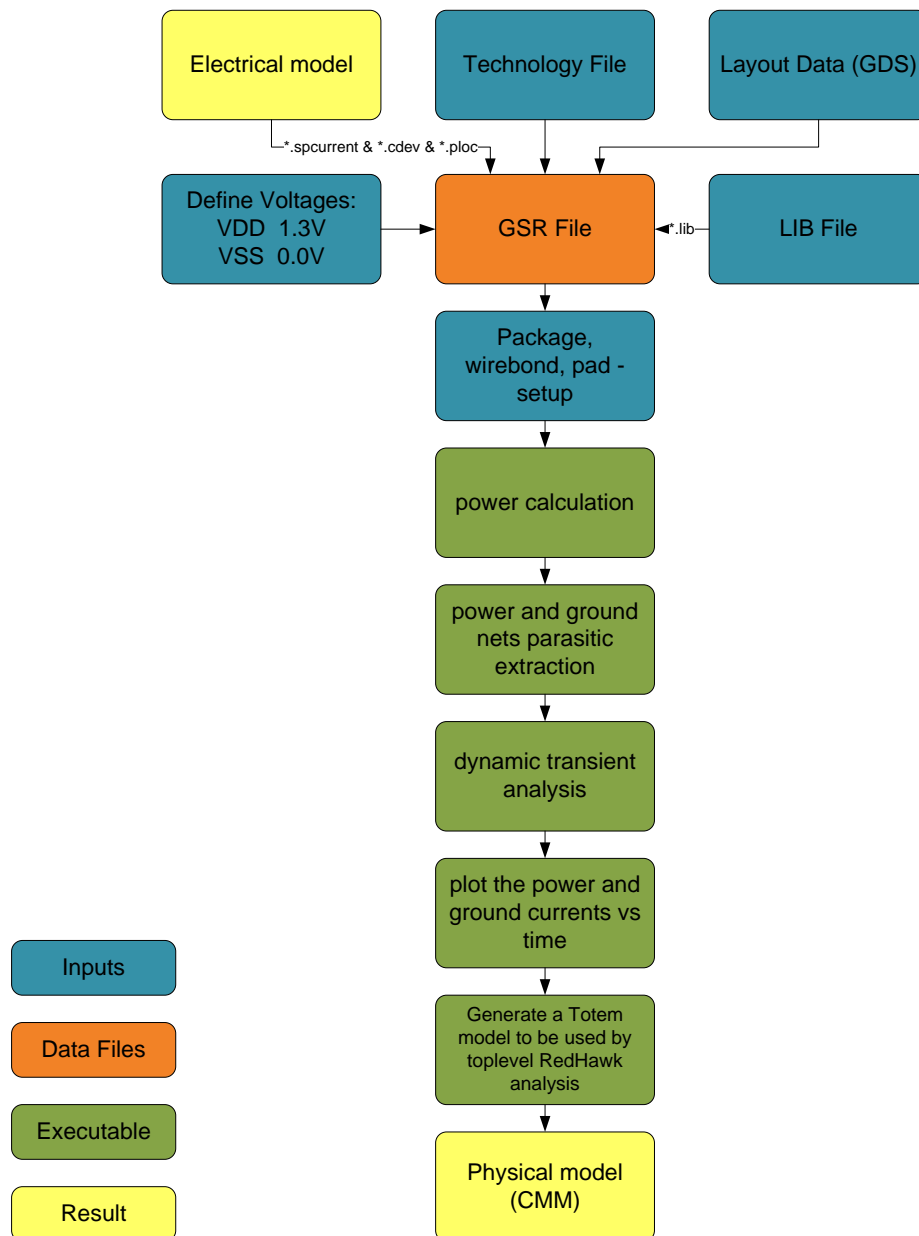 Electrical model
Technology File
Layout Data (GDS)
*.spcurrent & *.cdev & *.ploc
Define Voltages:
VDD  1.3V
VSS  0.0V
GSR File
*.lib
LIB File
Package,
wirebond, pad -
setup
power calculation
power and ground
nets parasitic
extraction
dynamic transient
analysis
plot the power and
ground currents vs
time
Generate a Totem
model to be used by
toplevel RedHawk
analysis
Physical model
(CMM)
Inputs
Data Files
Executable
Result